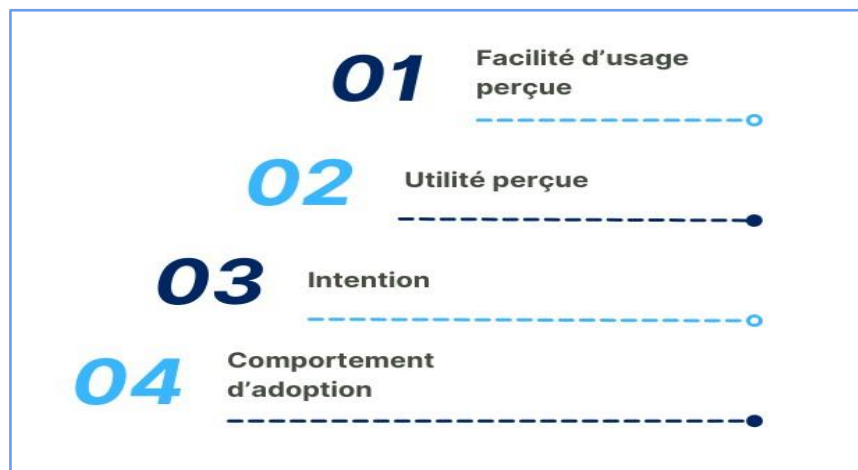 01
Facilité d'usage
perçue
02
Utilité perçue
03
Intention
04
Comportement
d'adoption